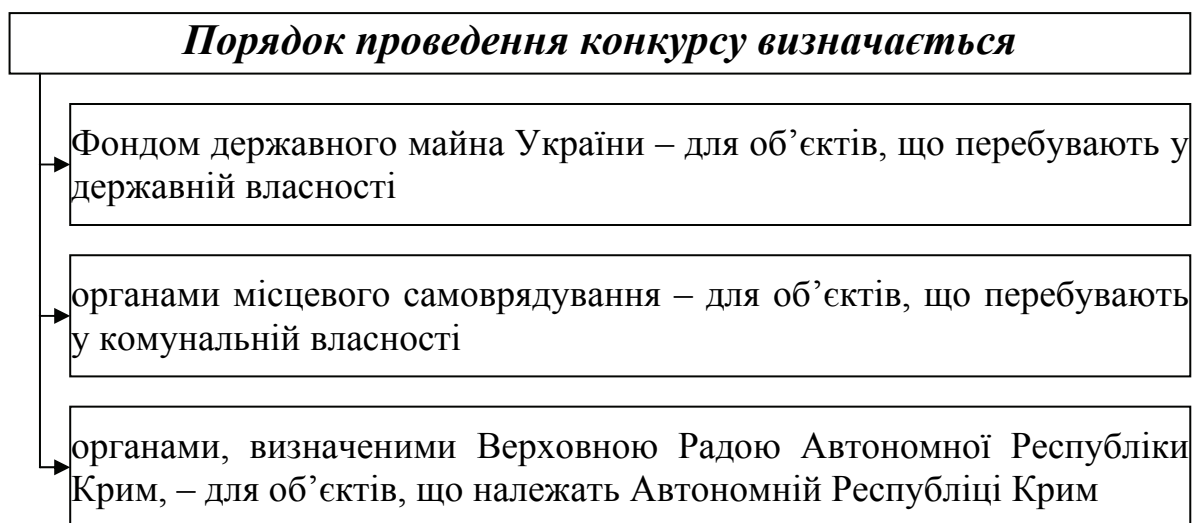 Порядок проведення конкурсу визначається
Фондом державного майна України – для об’єктів, що перебувають у
державній власності
органами місцевого самоврядування – для об’єктів, що перебувають
у комунальній власності
органами, визначеними Верховною Радою Автономної Республіки
Крим, – для об’єктів, що належать Автономній Республіці Крим